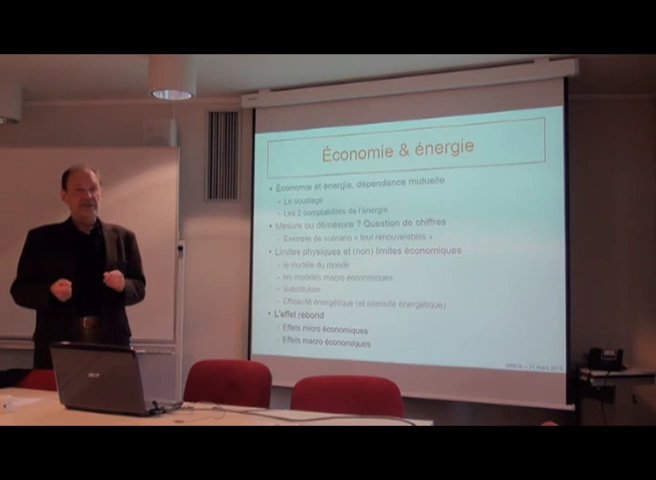 Économie & énergie
• Economie et énergie, dépendance mutuelle
– Le couplage
– Les 2 comptabilités de l'énergie
• Mesure ou démesure ? Question de chiffres
– Exemple de scénario « tout renouvelables »
• Limites physiques et (non) limites économiques
– le modèle du monde
– les modèles macro économiques
– Substitution
– Efficacité énergétique (et intensité énergétique)
• L'effet rebond
– Effets micro économiques
– Effets macro économiques
acer